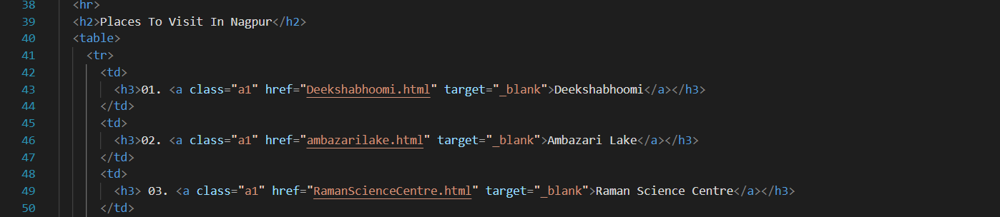 38 <hr>
39 <h2>Places To Visit In Nagpur</h2>
40 <table>
41 <tr>
42 <td>
43 <h3>01. <a class="a1" href="Deekshabhoomi.html" target="_blank">Deekshabhoomi</a></h3>
44 </td>
45 <td>
46 <h3>02. <a class="a1" href="ambazarilake.html" target="_blank">Ambazari Lake</a></h3>
47 </td>
48 <td>
49 <h3> 03. <a class="a1" href="RamanScienceCentre.html" target="_blank">Raman Science Centre</a></h3>
50 </td>